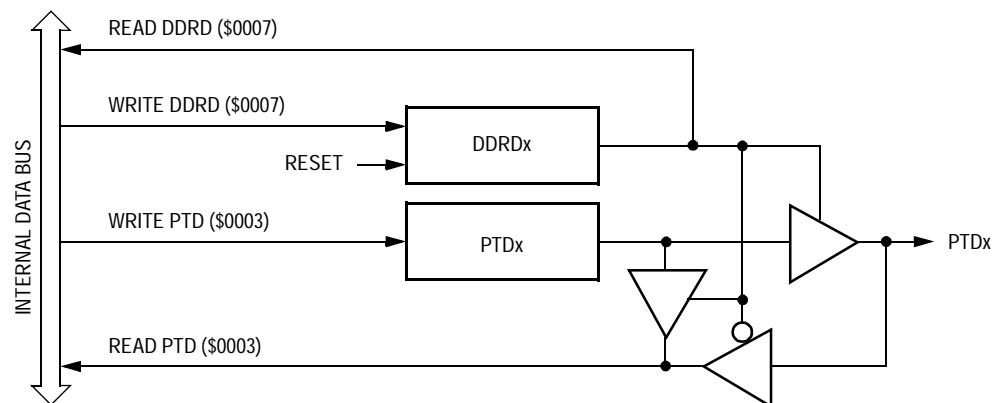 READ DDRD ($0007)
WRITE DDRD ($0007)
DDRDx
RESET
WRITE PTD ($0003)
PTDx
PTDx
READ PTD ($0003)
INTERNAL DATA BUS